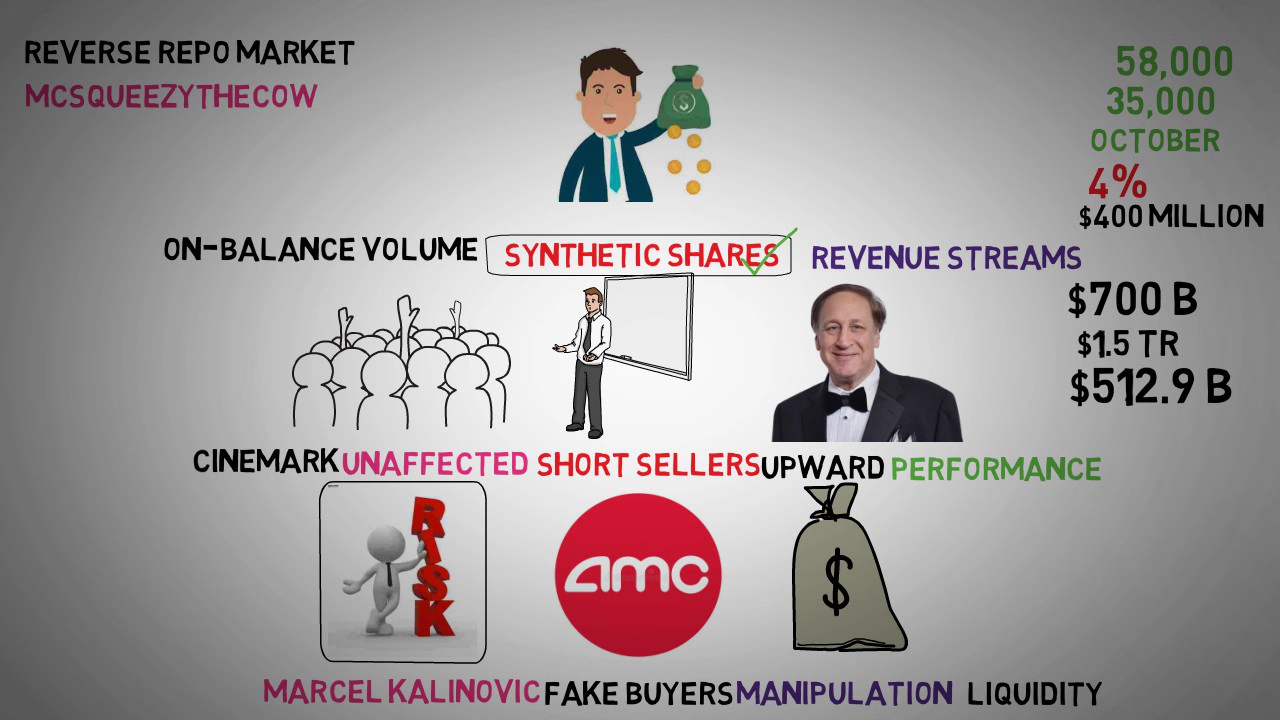 REVERSE REPO MARKET
MCSQUEEZYTHECOW
58,000
35,000
OCTOBER
4%
$400 MILLION
$
ON-BALANCE VOLUME
SYNTHETIC SHARES
REVENUE STREAMS
$700 B
$1.5 TR
$512.9 B
CINEMARK UNAFFECTED SHORT SELLERS UPWARD PERFORMANCE
RISK
amc
$
MARCEL KALINOVIC FAKE BUYERS MANIPULATION LIQUIDITY